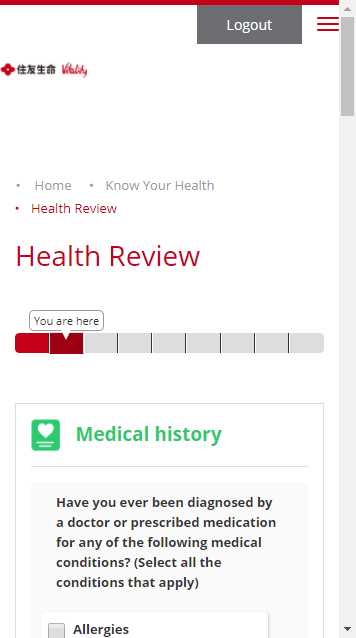 Logout
住友生命 Vitality
• Home • Know Your Health
• Health Review
Health Review
You are here
Medical history
Have you ever been diagnosed by
a doctor or prescribed medication
for any of the following medical
conditions? (Select all the
conditions that apply)
Allergies